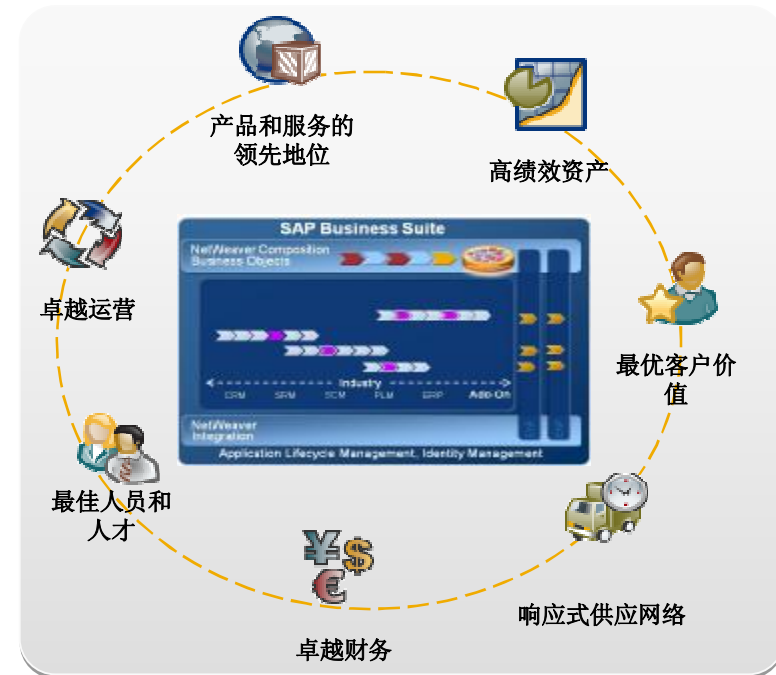 产品和服务的
领先地位
高绩效资产
卓越运营
SAP Business Suite
NetWeaver Composition
Business Objects
最优客户价
值
Industry
CRM SRM SCM PLM ERP Add-On
NetWeaver
Integration
Application Lifecycle Management, Identity Management
最佳人员和
人才
响应式供应网络
卓越财务